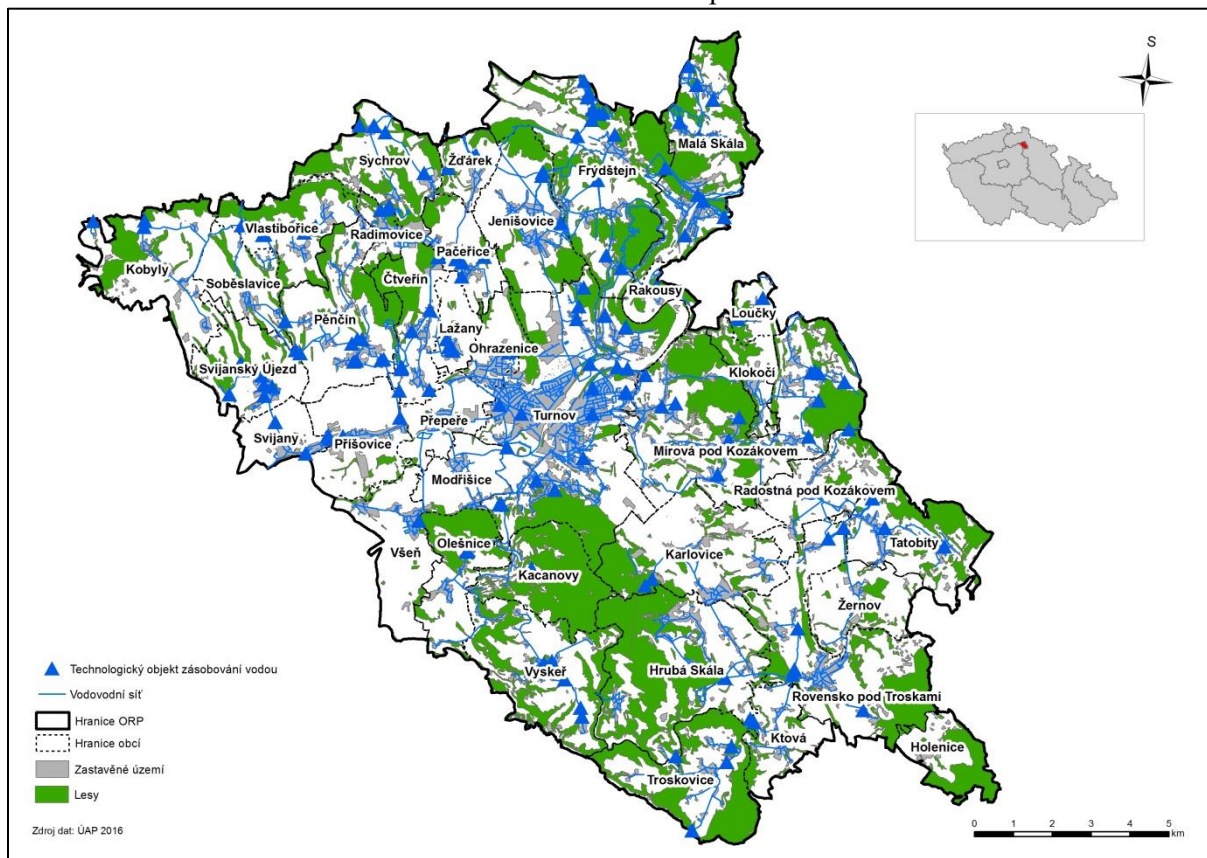 S
Malá Skála
Sychrov
Žďárek
Frýdštejn
Jenišovice
Vlastibořice
Radimovice
Pačeřice
Kobyly
Čtveřín
Soběslavice
Rakousy
Loučky
Pěnčín
Lažany
Ohrazenice
Svijanský Újezd
Klokočí
Turnov
Přepeře
Svijany
Příšovice
Mírová pod Kozákovem
Modřišice
Radostná pod Kozákovem
Olešnice
Všeň
Karlovice
Tatobity
Kacanovy
Žernov
Vyskeř
Hrubá Skála
Rovensko pod Troskami
Ktová
Holenice
Troskovice
Technologický objekt zásobování vodou
Vodovodní síť
Hranice ORP
Hranice obcí
Zastavěné území
Lesy
Zdroj dat: ÚAP 2016
0 1 2 3 4 5
km